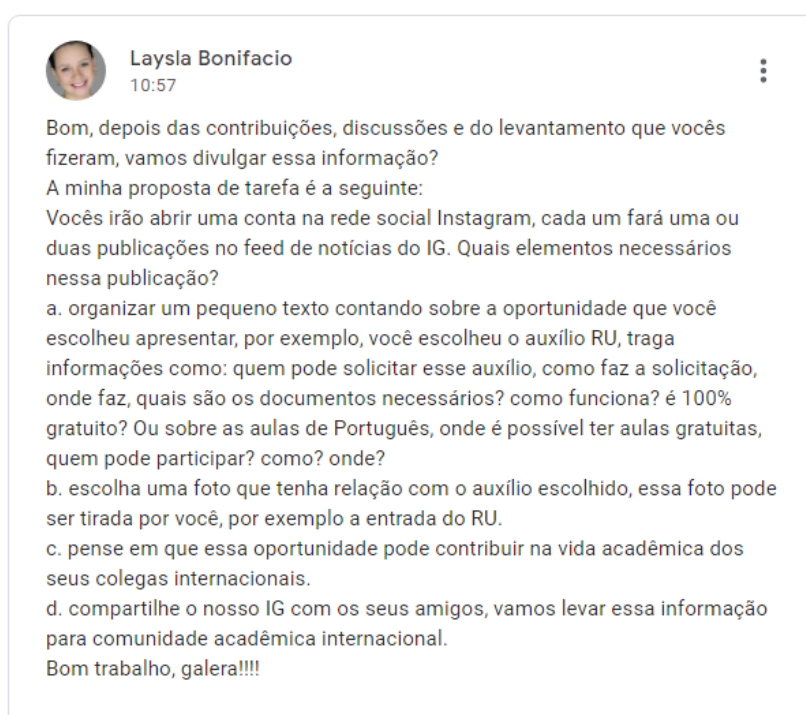 Laysla Bonifacio
10:57
Bom, depois das contribuições, discussões e do levantamento que vocês
fizeram, vamos divulgar essa informação?
A minha proposta de tarefa é a seguinte:
Vocês irão abrir uma conta na rede social Instagram, cada um fará uma ou
duas publicações no feed de notícias do IG. Quais elementos necessários
nessa publicação?
a. organizar um pequeno texto contando sobre a oportunidade que você
escolheu apresentar, por exemplo, você escolheu o auxílio RU, traga
informações como: quem pode solicitar esse auxílio, como faz a solicitação,
onde faz, quais são os documentos necessários? como funciona? é 100%
gratuito? Ou sobre as aulas de Português, onde é possível ter aulas gratuitas,
quem pode participar? como? onde?
b. escolha uma foto que tenha relação com o auxílio escolhido, essa foto pode
ser tirada por você, por exemplo a entrada do RU.
c. pense em que essa oportunidade pode contribuir na vida acadêmica dos
seus colegas internacionais.
d. compartilhe o nosso IG com os seus amigos, vamos levar essa informação
para comunidade acadêmica internacional.
Bom trabalho, galera!!!!